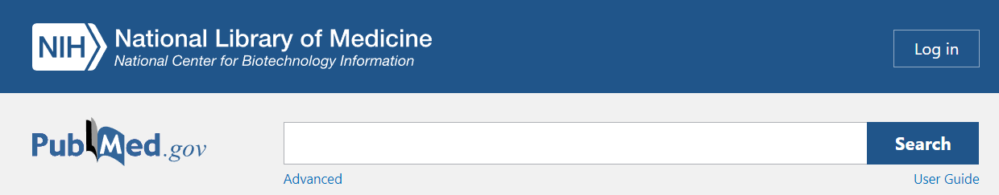 NIH National Library of Medicine
National Center for Biotechnology Information
Log in
PubMed.gov
Search
Advanced
User Guide